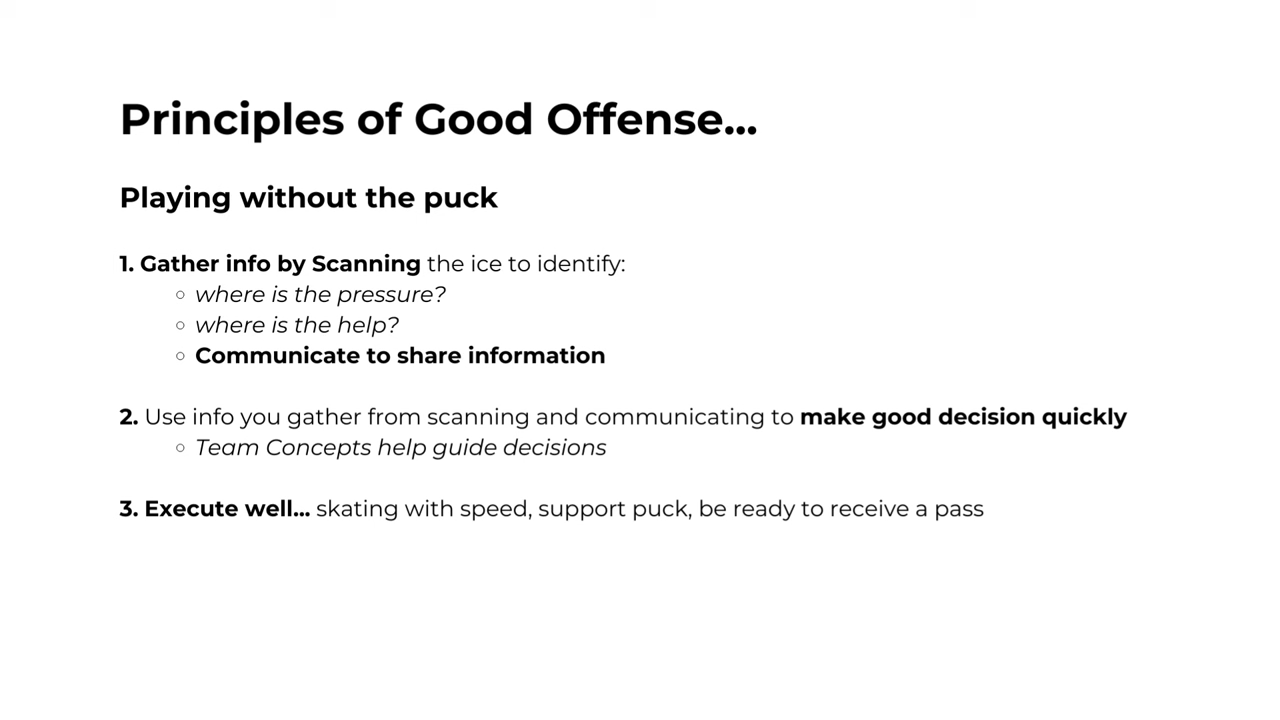 Principles of Good Offense...
Playing without the puck
1. Gather info by Scanning the ice to identify:
◦ where is the pressure?
◦ where is the help?
◦ Communicate to share information
2. Use info you gather from scanning and communicating to make good decision quickly
◦ Team Concepts help guide decisions
3. Execute well... skating with speed, support puck, be ready to receive a pass